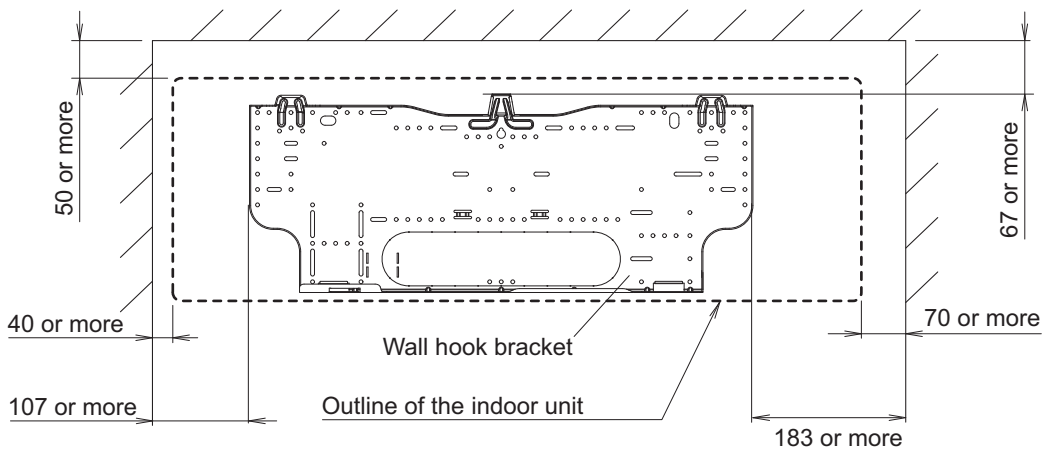 50 or more
67 or more
40 or more
70 or more
Wall hook bracket
107 or more
Outline of the indoor unit
183 or more